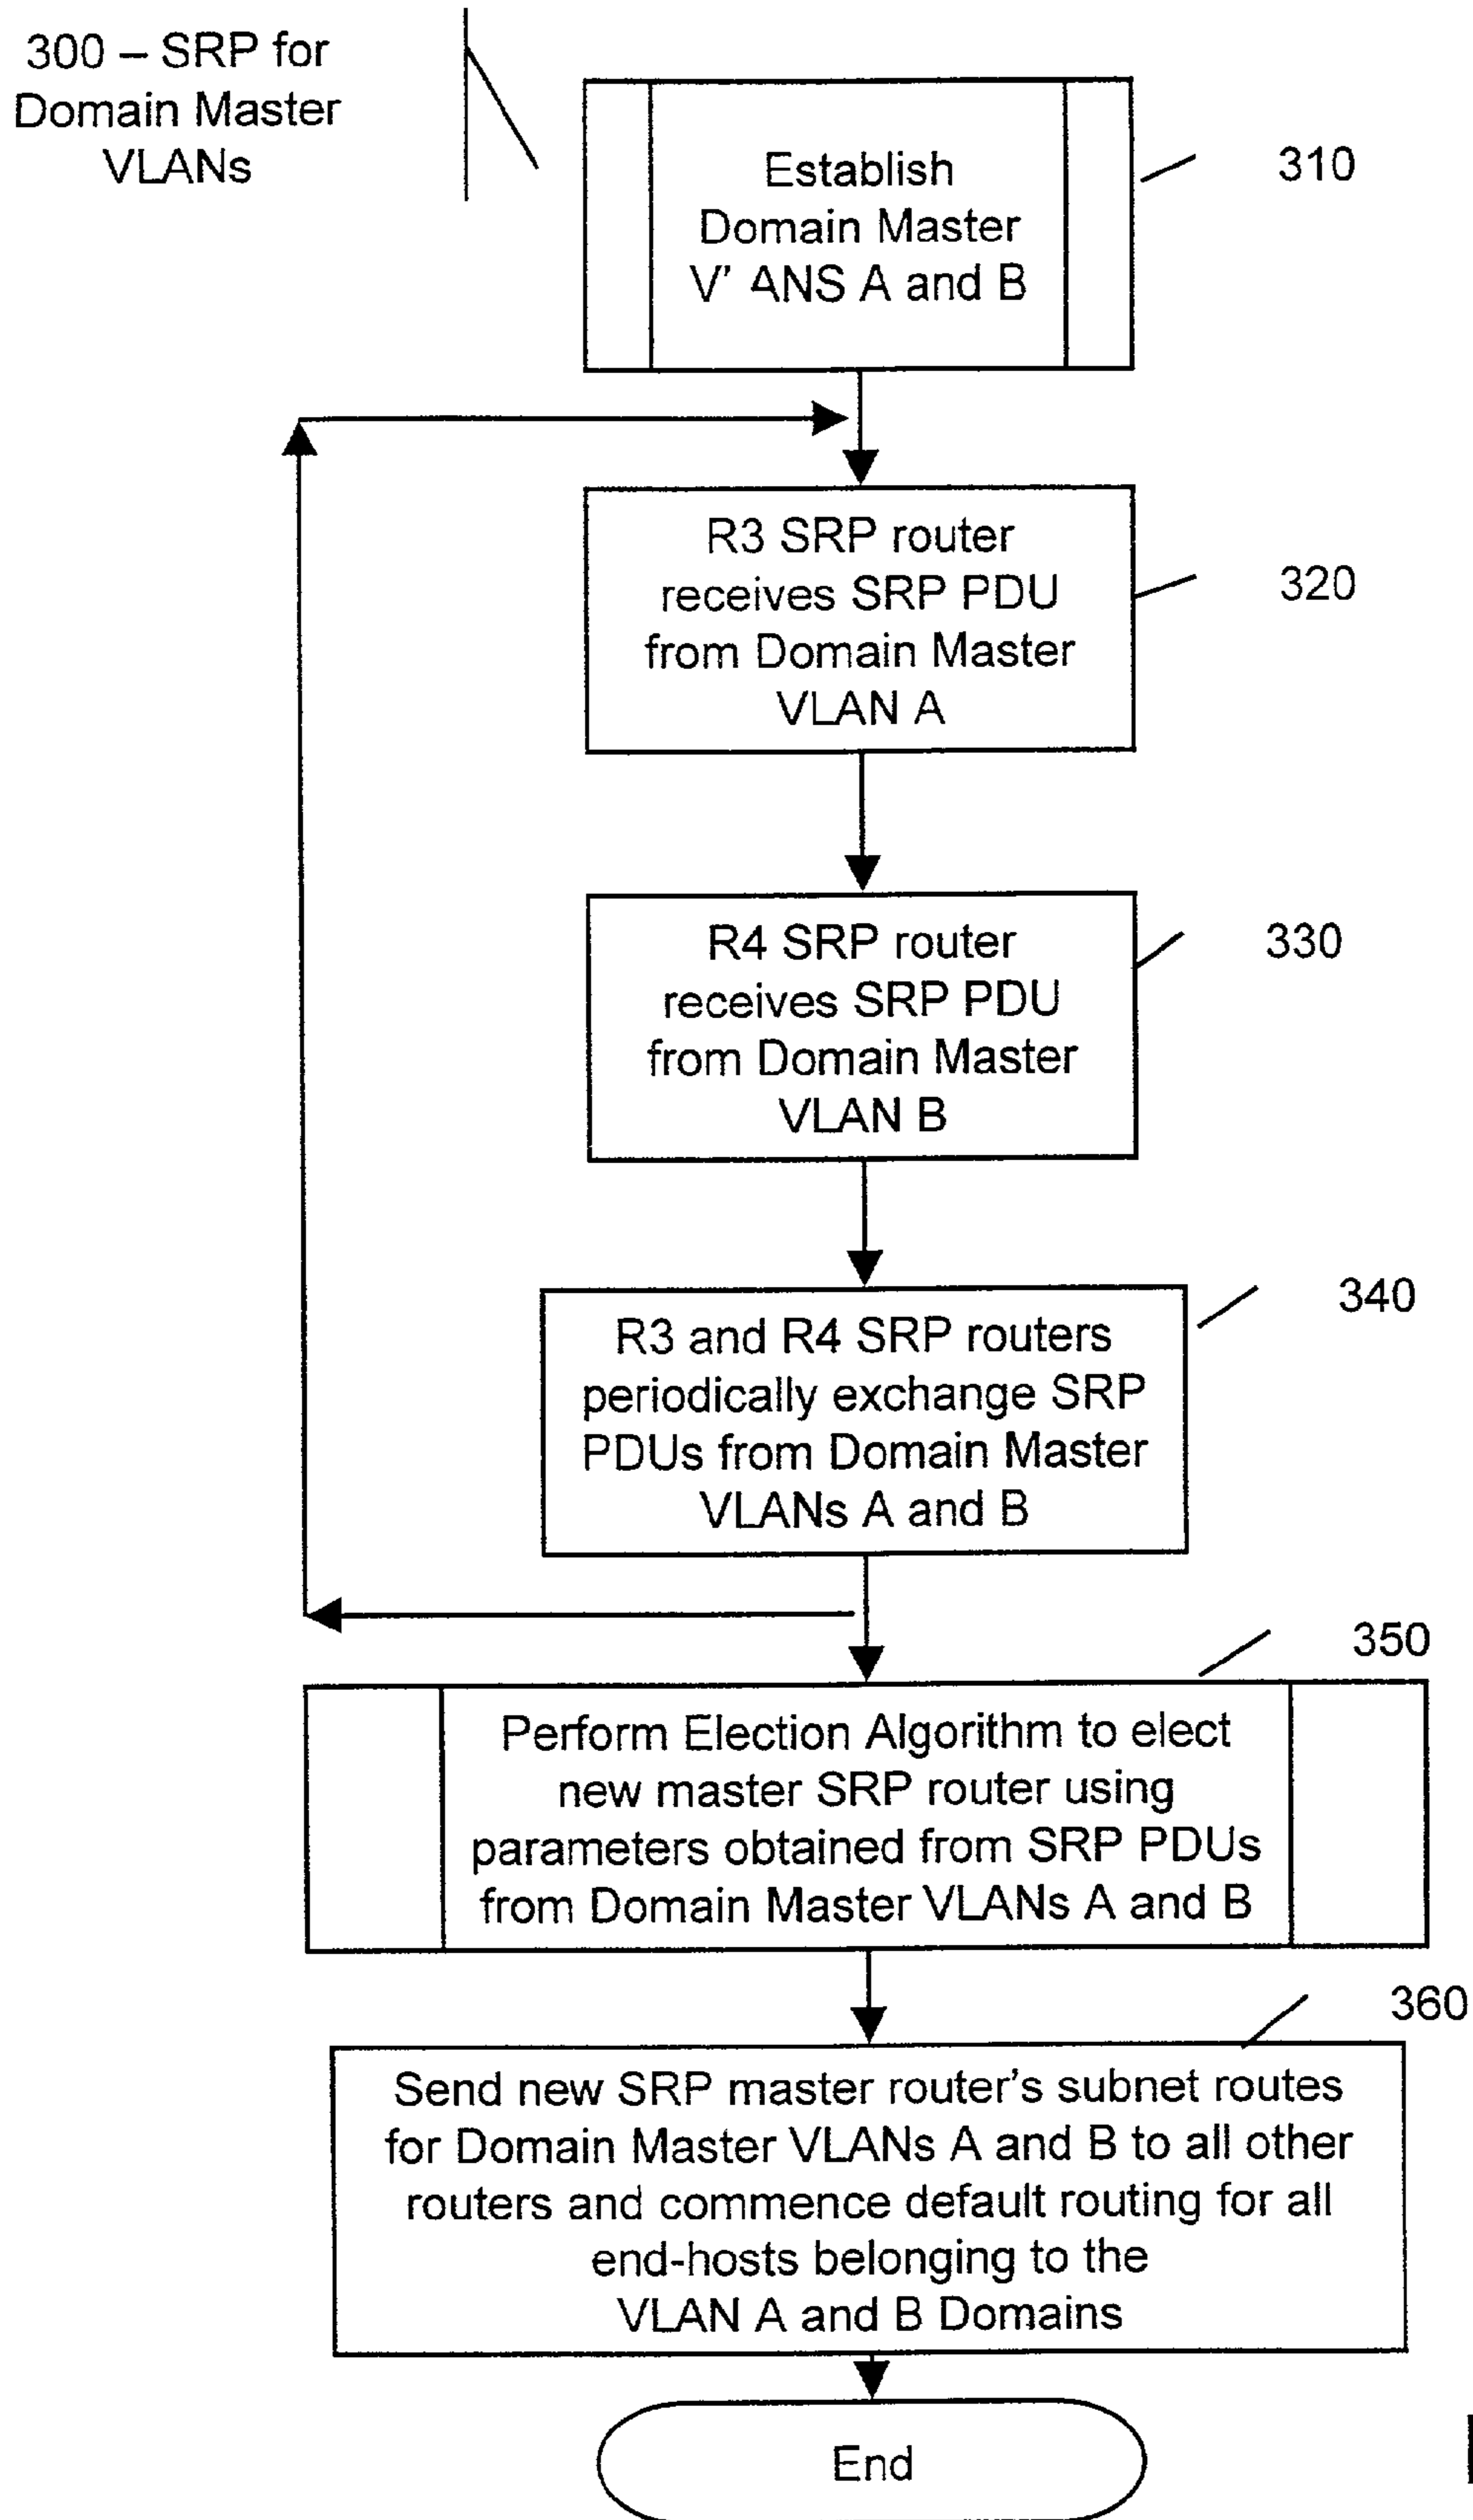 300 – SRP for
Domain Master
VLANs
Establish
Domain Master
V' ANS A and B
310
R3 SRP router
receives SRP PDU
from Domain Master
VLAN A
320
R4 SRP router
receives SRP PDU
from Domain Master
VLAN B
330
R3 and R4 SRP routers
periodically exchange SRP
PDUs from Domain Master
VLANs A and B
340
350
Perform Election Algorithm to elect
new master SRP router using
parameters obtained from SRP PDUs
from Domain Master VLANs A and B
360
Send new SRP master router's subnet routes
for Domain Master VLANs A and B to all other
routers and commence default routing for all
end-hosts belonging to the
VLAN A and B Domains
End